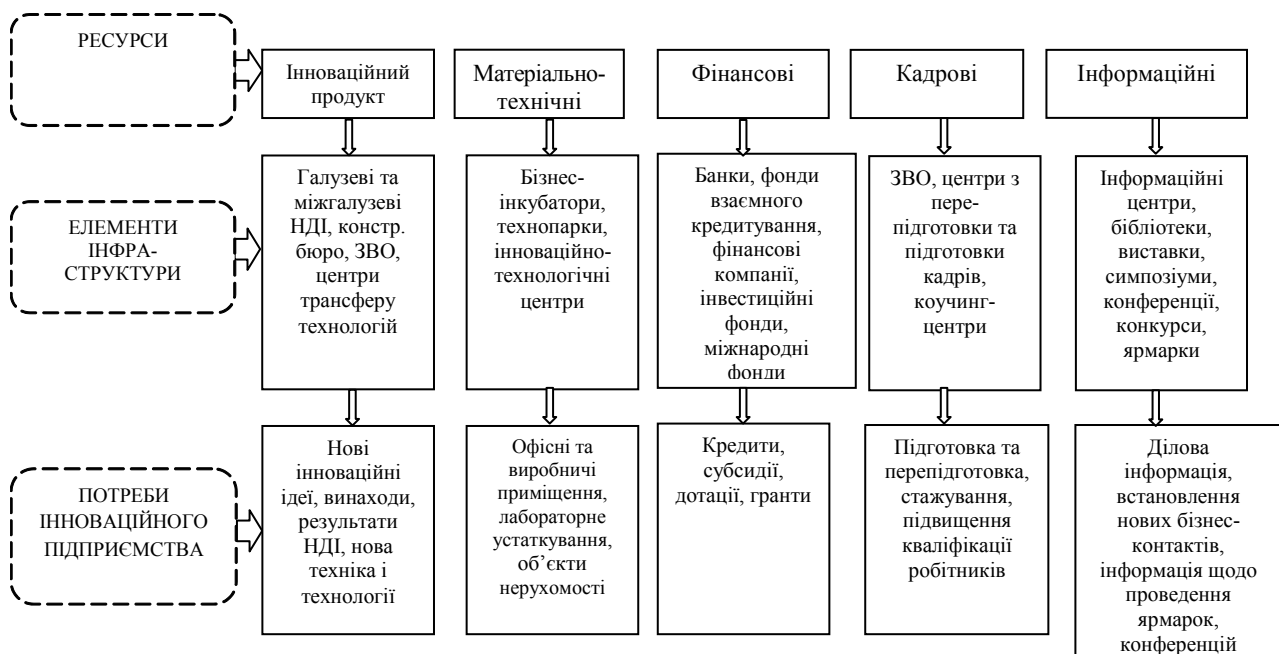 РЕСУРСИ
Інноваційний
продукт
Матеріально-
технічні
Фінансові
Кадрові
Інформаційні
ЕЛЕМЕНТИ
ІНФРА-
СТРУКТУРИ
Галузеві та
міжгалузеві
НДІ, констр.
бюро, ЗВО,
центри
трансферу
технологій
Бізнес-
інкубатори,
технопарки,
інноваційно-
технологічні
центри
Банки, фонди
взаємного
кредитування,
фінансові
компанії,
інвестиційні
фонди,
міжнародні
фонди
ЗВО, центри з
пере-
підготовки та
підготовки
кадрів,
коучинг-
центри
Інформаційні
центри,
бібліотеки,
виставки,
симпозіуми,
конференції,
конкурси,
ярмарки
ПОТРЕБИ
ІННОВАЦІЙНОГО
ПІДПРИЄМСТВА
Нові
інноваційні
ідеї, винаходи,
результати
НДІ, нова
техніка і
технології
Офісні та
виробничі
приміщення,
лабораторне
устаткування,
об’єкти
нерухомості
Кредити,
субсидії,
дотації, гранти
Підготовка та
перепідготовка,
стажування,
підвищення
кваліфікації
робітників
Ділова
інформація,
встановлення
нових бізнес-
контактів,
інформація щодо
проведення
ярмарок,
конференцій